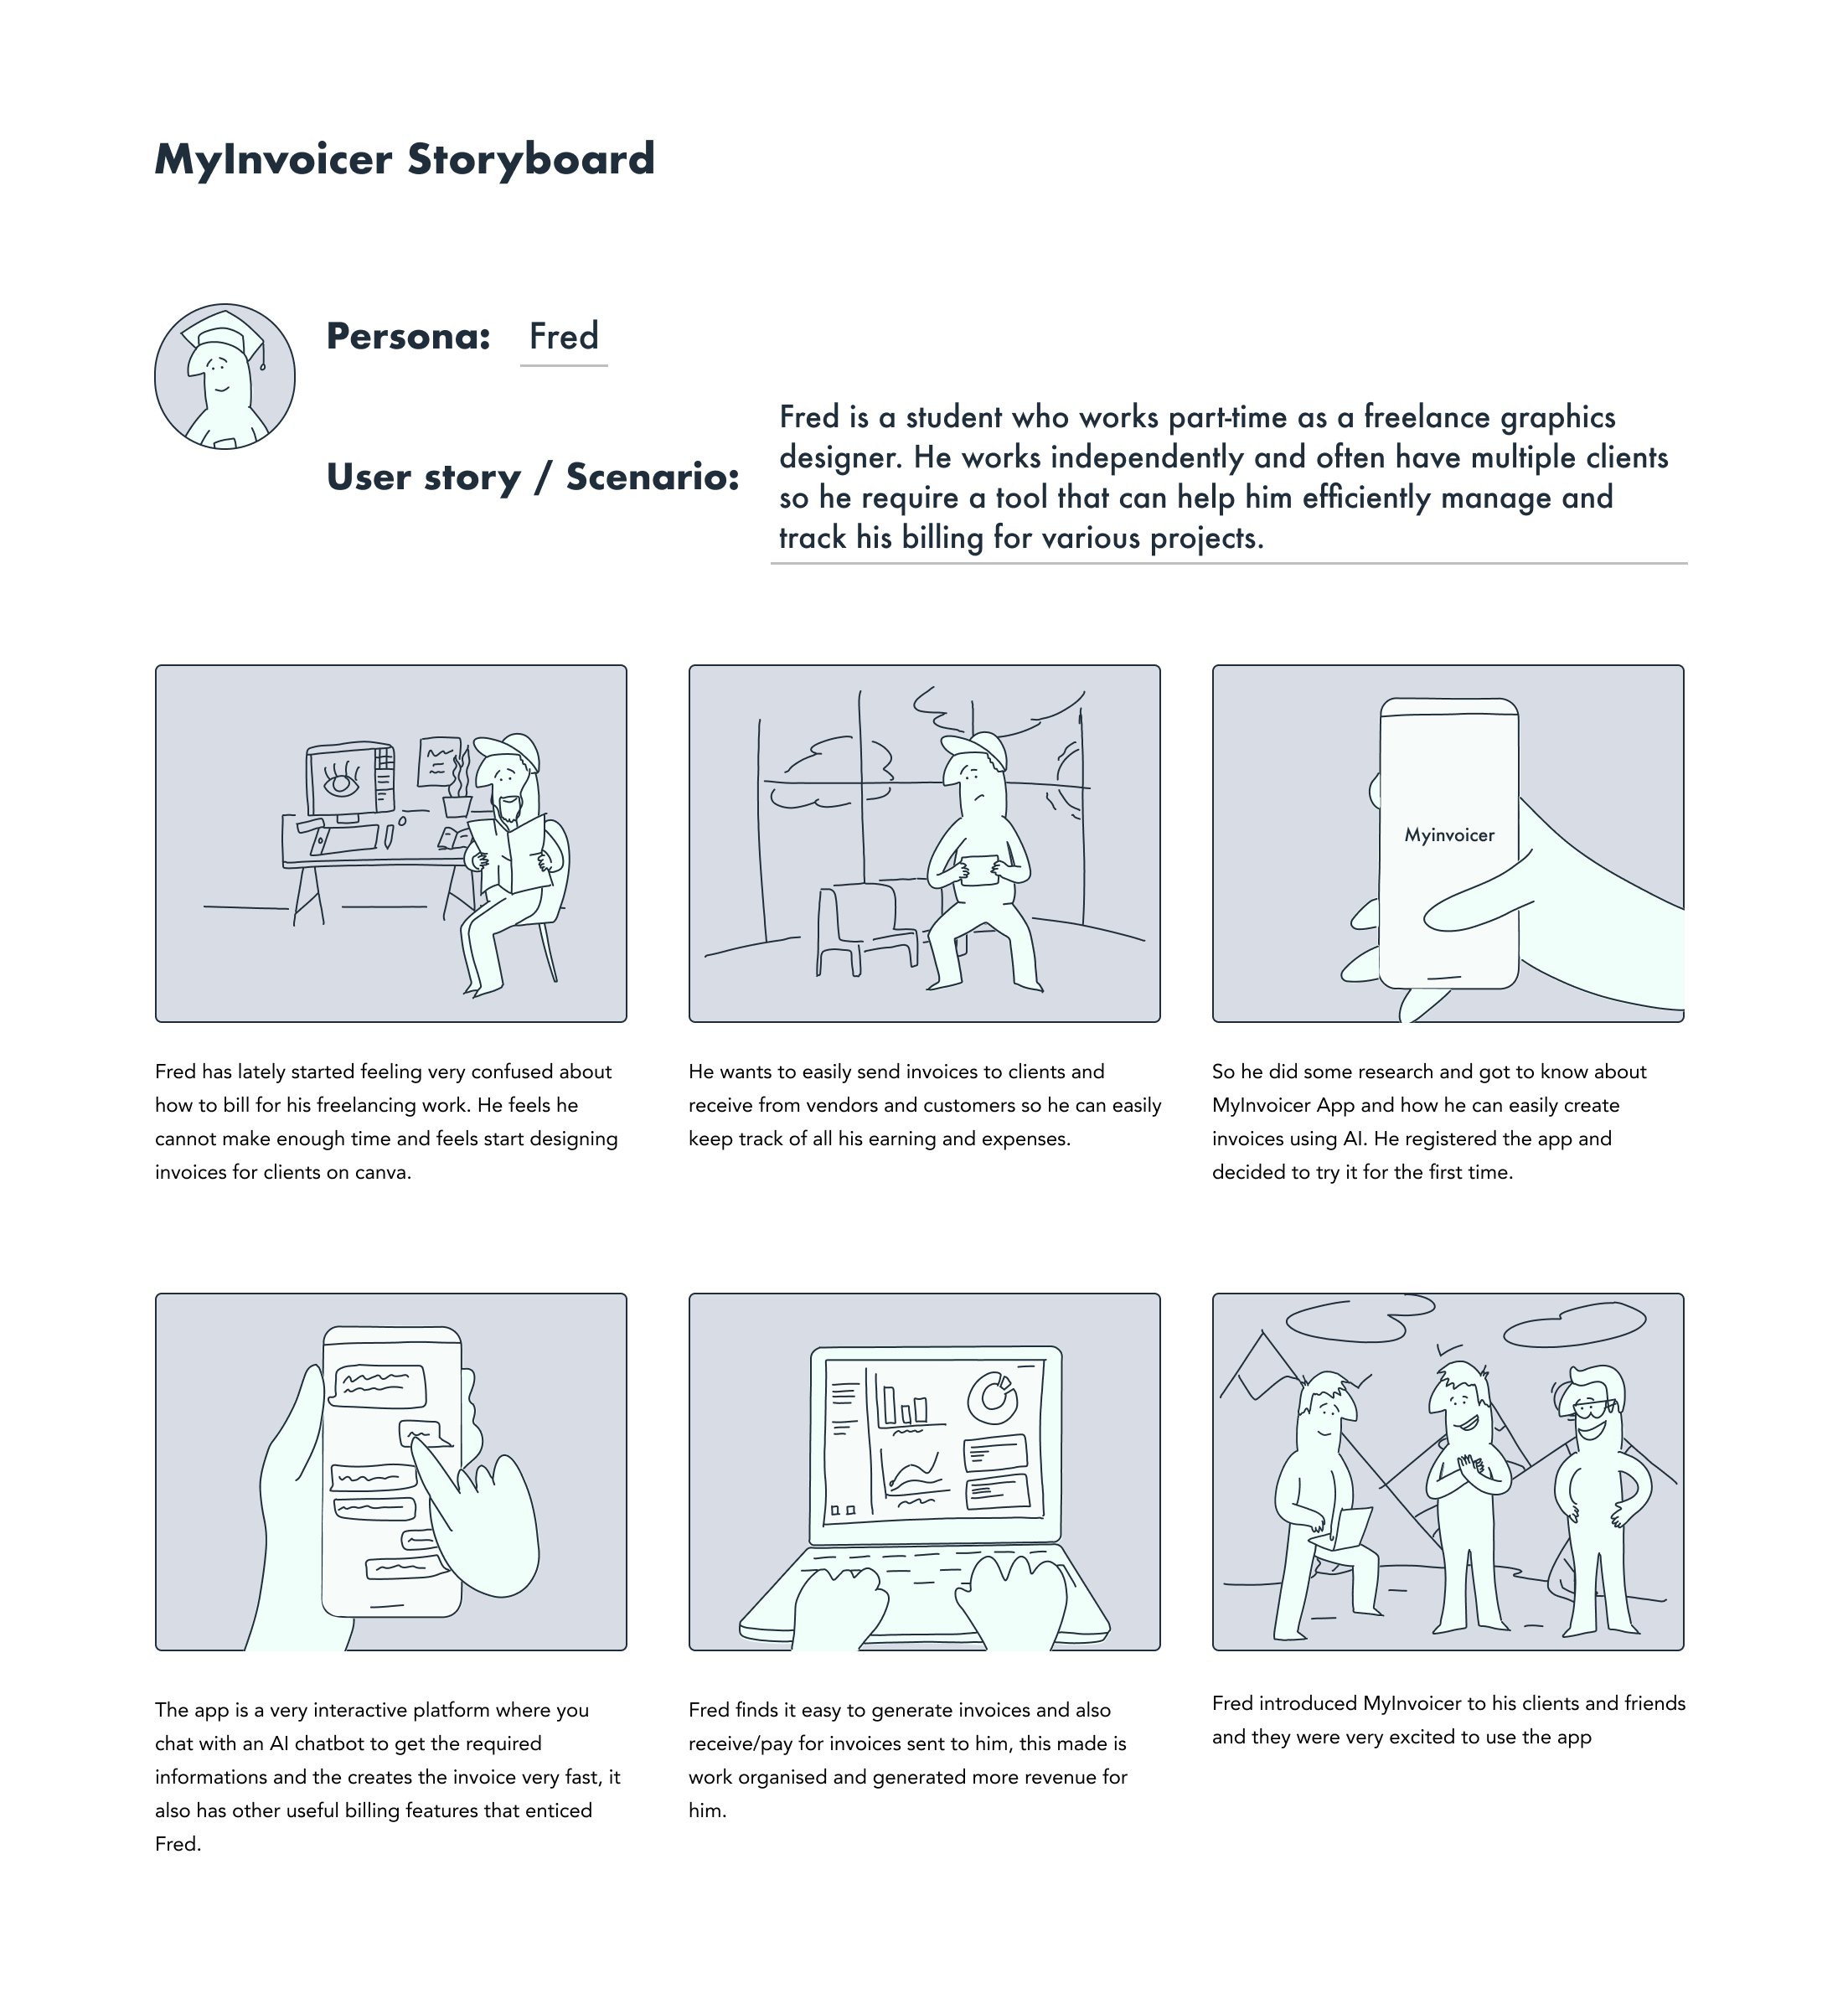 MyInvoicer Storyboard
Persona: Fred
User story / Scenario:
Fred is a student who works part-time as a freelance graphics
designer. He works independently and often have multiple clients
so he require a tool that can help him efficiently manage and
track his billing for various projects.
Myinvoicer
Fred has lately started feeling very confused about
how to bill for his freelancing work. He feels he
cannot make enough time and feels start designing
invoices for clients on canva.
He wants to easily send invoices to clients and
receive from vendors and customers so he can easily
keep track of all his earning and expenses.
So he did some research and got to know about
MyInvoicer App and how he can easily create
invoices using AI. He registered the app and
decided to try it for the first time.
The app is a very interactive platform where you
chat with an AI chatbot to get the required
informations and the creates the invoice very fast, it
also has other useful billing features that enticed
Fred.
Fred finds it easy to generate invoices and also
receive/pay for invoices sent to him, this made is
work organised and generated more revenue for
him.
Fred introduced MyInvoicer to his clients and friends
and they were very excited to use the app